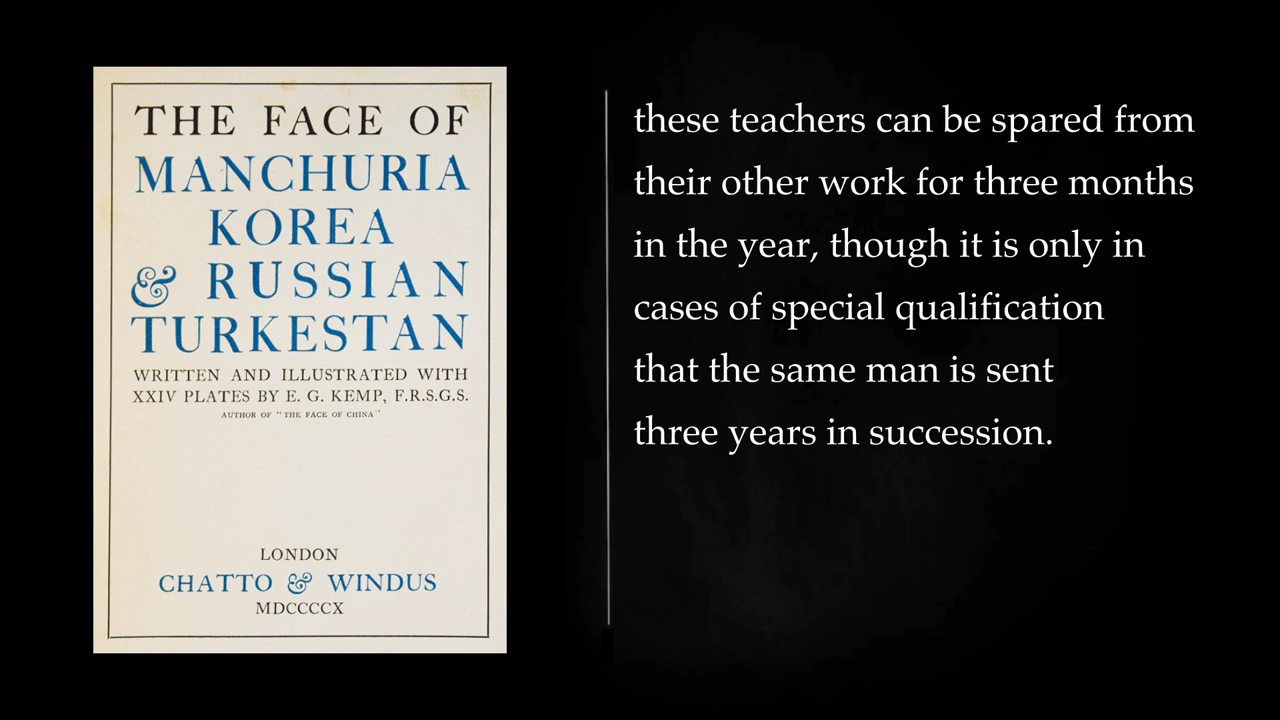 THE FACE OF
MANCHURIA
KOREA
& RUSSIAN
TURKESTAN
WRITTEN AND ILLUSTRATED WITH
XXIV PLATES BY E. G. KEMP, F.R.S.G.S.
AUTHOR OF "THE FACE OF CHINA"
LONDON
CHATTO & WINDUS
MDCCCCX
these teachers can be spared from
their other work for three months
in the year, though it is only in
cases of special qualification
that the same man is sent
three years in succession.